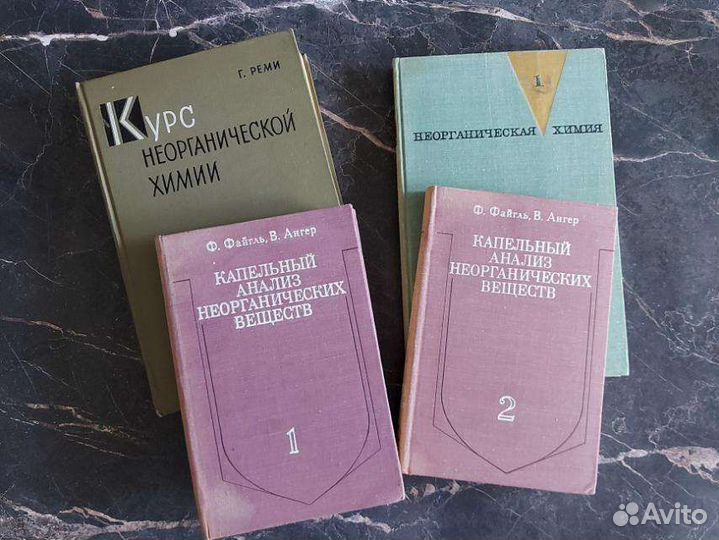 Г. РЕМИ
Курс
НЕОРГАНИЧЕСКОЙ
ХИМИИ
1
НЕОРГАНИЧЕСКАЯ ХИМИЯ
Ф. Файгль, В. Ангер
КАПЕЛЬНЫЙ
АНАЛИЗ
НЕОРГАНИЧЕСКИХ
ВЕЩЕСТВ
1
Ф. Файгль, В. Ангер
КАПЕЛЬНЫЙ
АНАЛИЗ
НЕОРГАНИЧЕСКИХ
ВЕЩЕСТВ
2
Avito